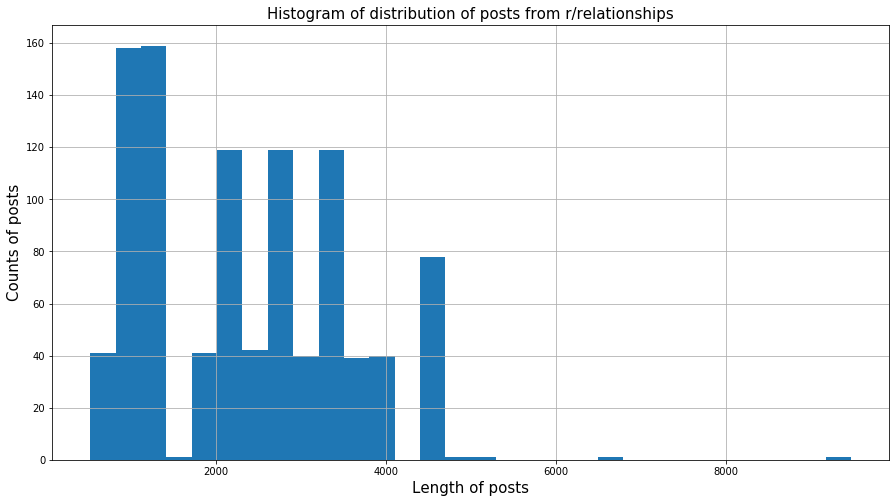 Histogram of distribution of posts from r/relationships
160
140
120
100
80
60
40
20
0
Counts of posts
2000 4000 6000 8000
Length of posts